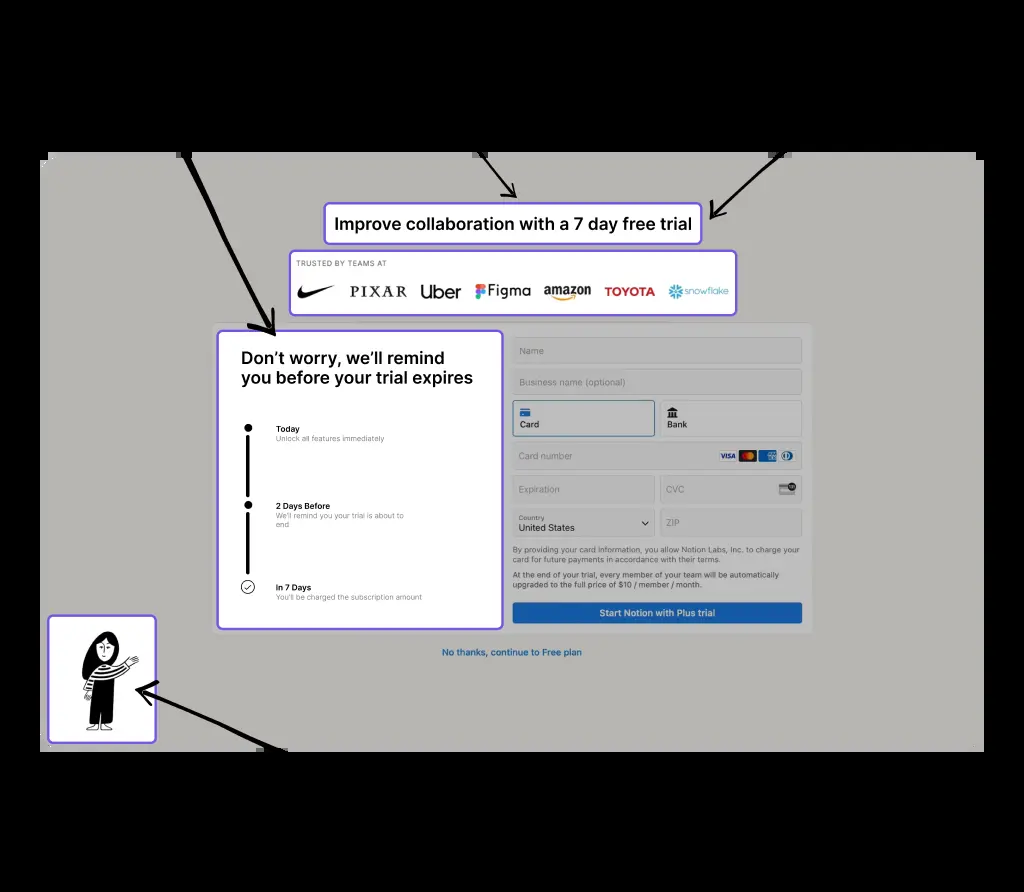 Improve collaboration with a 7 day free trial
TRUSTED BY TEAMS AT
PIXAR Uber Figma amazon TOYOTA snowflake
Don't worry, we'll remind
you before your trial expires
Today
Unlock all features immediately
2 Days Before
We'll remind you your trial is about to
end
in 7 Days
You'll be charged the subscription amount
Name
Business name (optional)
Card
Bank
Card number
VISA
Expiration
CVC
Country
United States
ZIP
By providing your card information, you allow Notion Labs, Inc. to charge your
card for future payments in accordance with their terms.
At the end of your trial, every member of your team will be automatically
upgraded to the full price of $10 / member / month.
Start Notion with Plus trial
No thanks, continue to Free plan